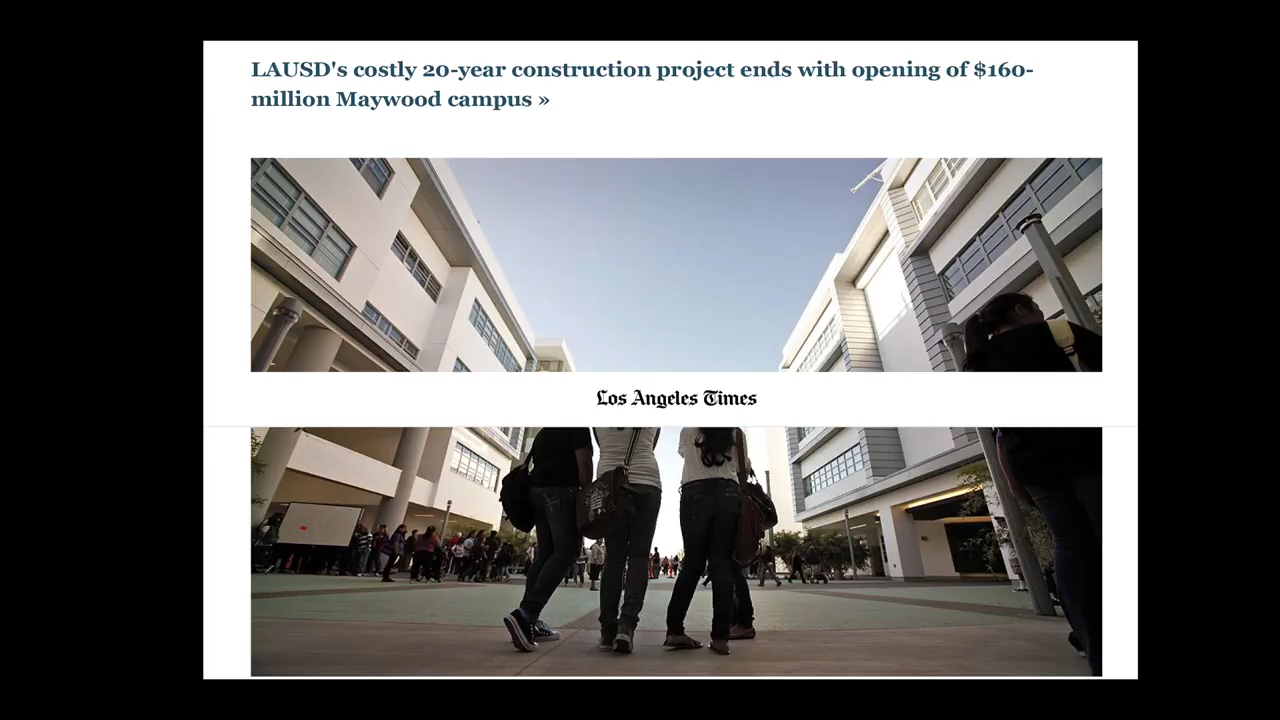 LAUSD's costly 20-year construction project ends with opening of $160-
million Maywood campus »
Los Angeles Times